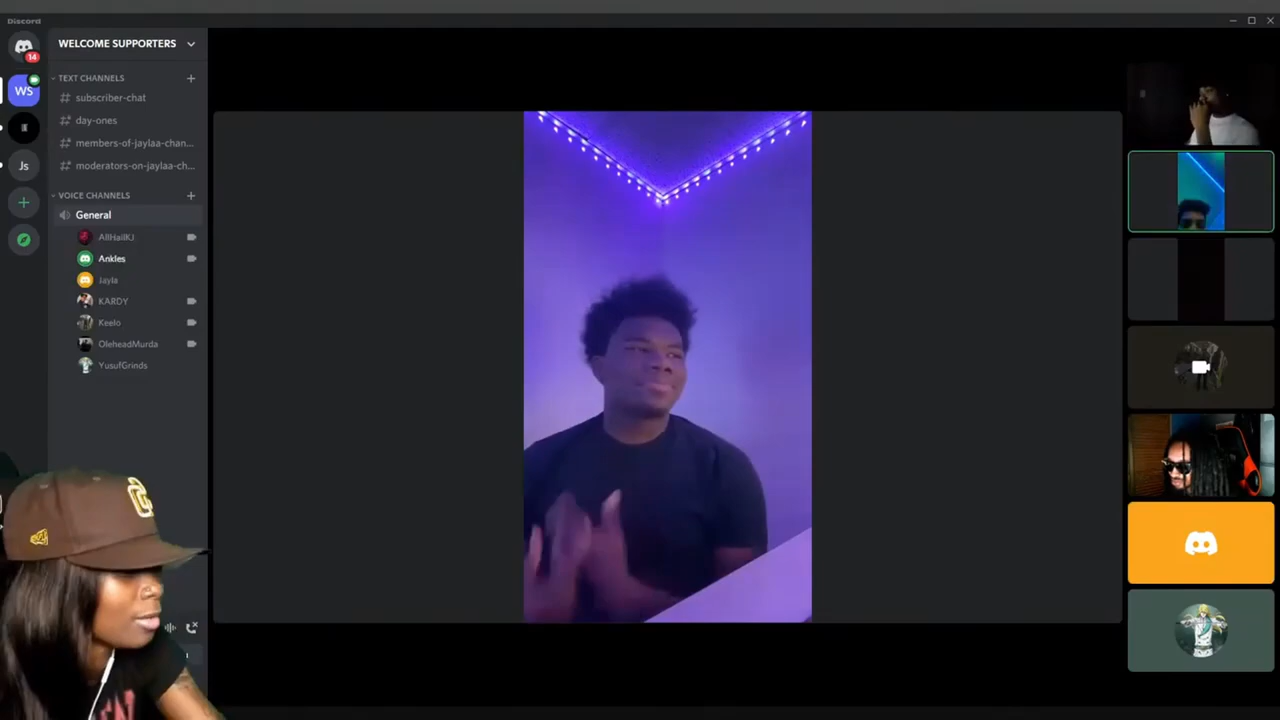 Discord
14
WS
Js
WELCOME SUPPORTERS
TEXT CHANNELS
# subscriber-chat
# day-ones
# members-of-jaylaa-chan...
# moderators-on-jaylaa-ch...
VOICE CHANNELS
General
AllHailKJ
Ankles
Jayla
KARDY
Keelo
OleheadMurda
YusufGrinds